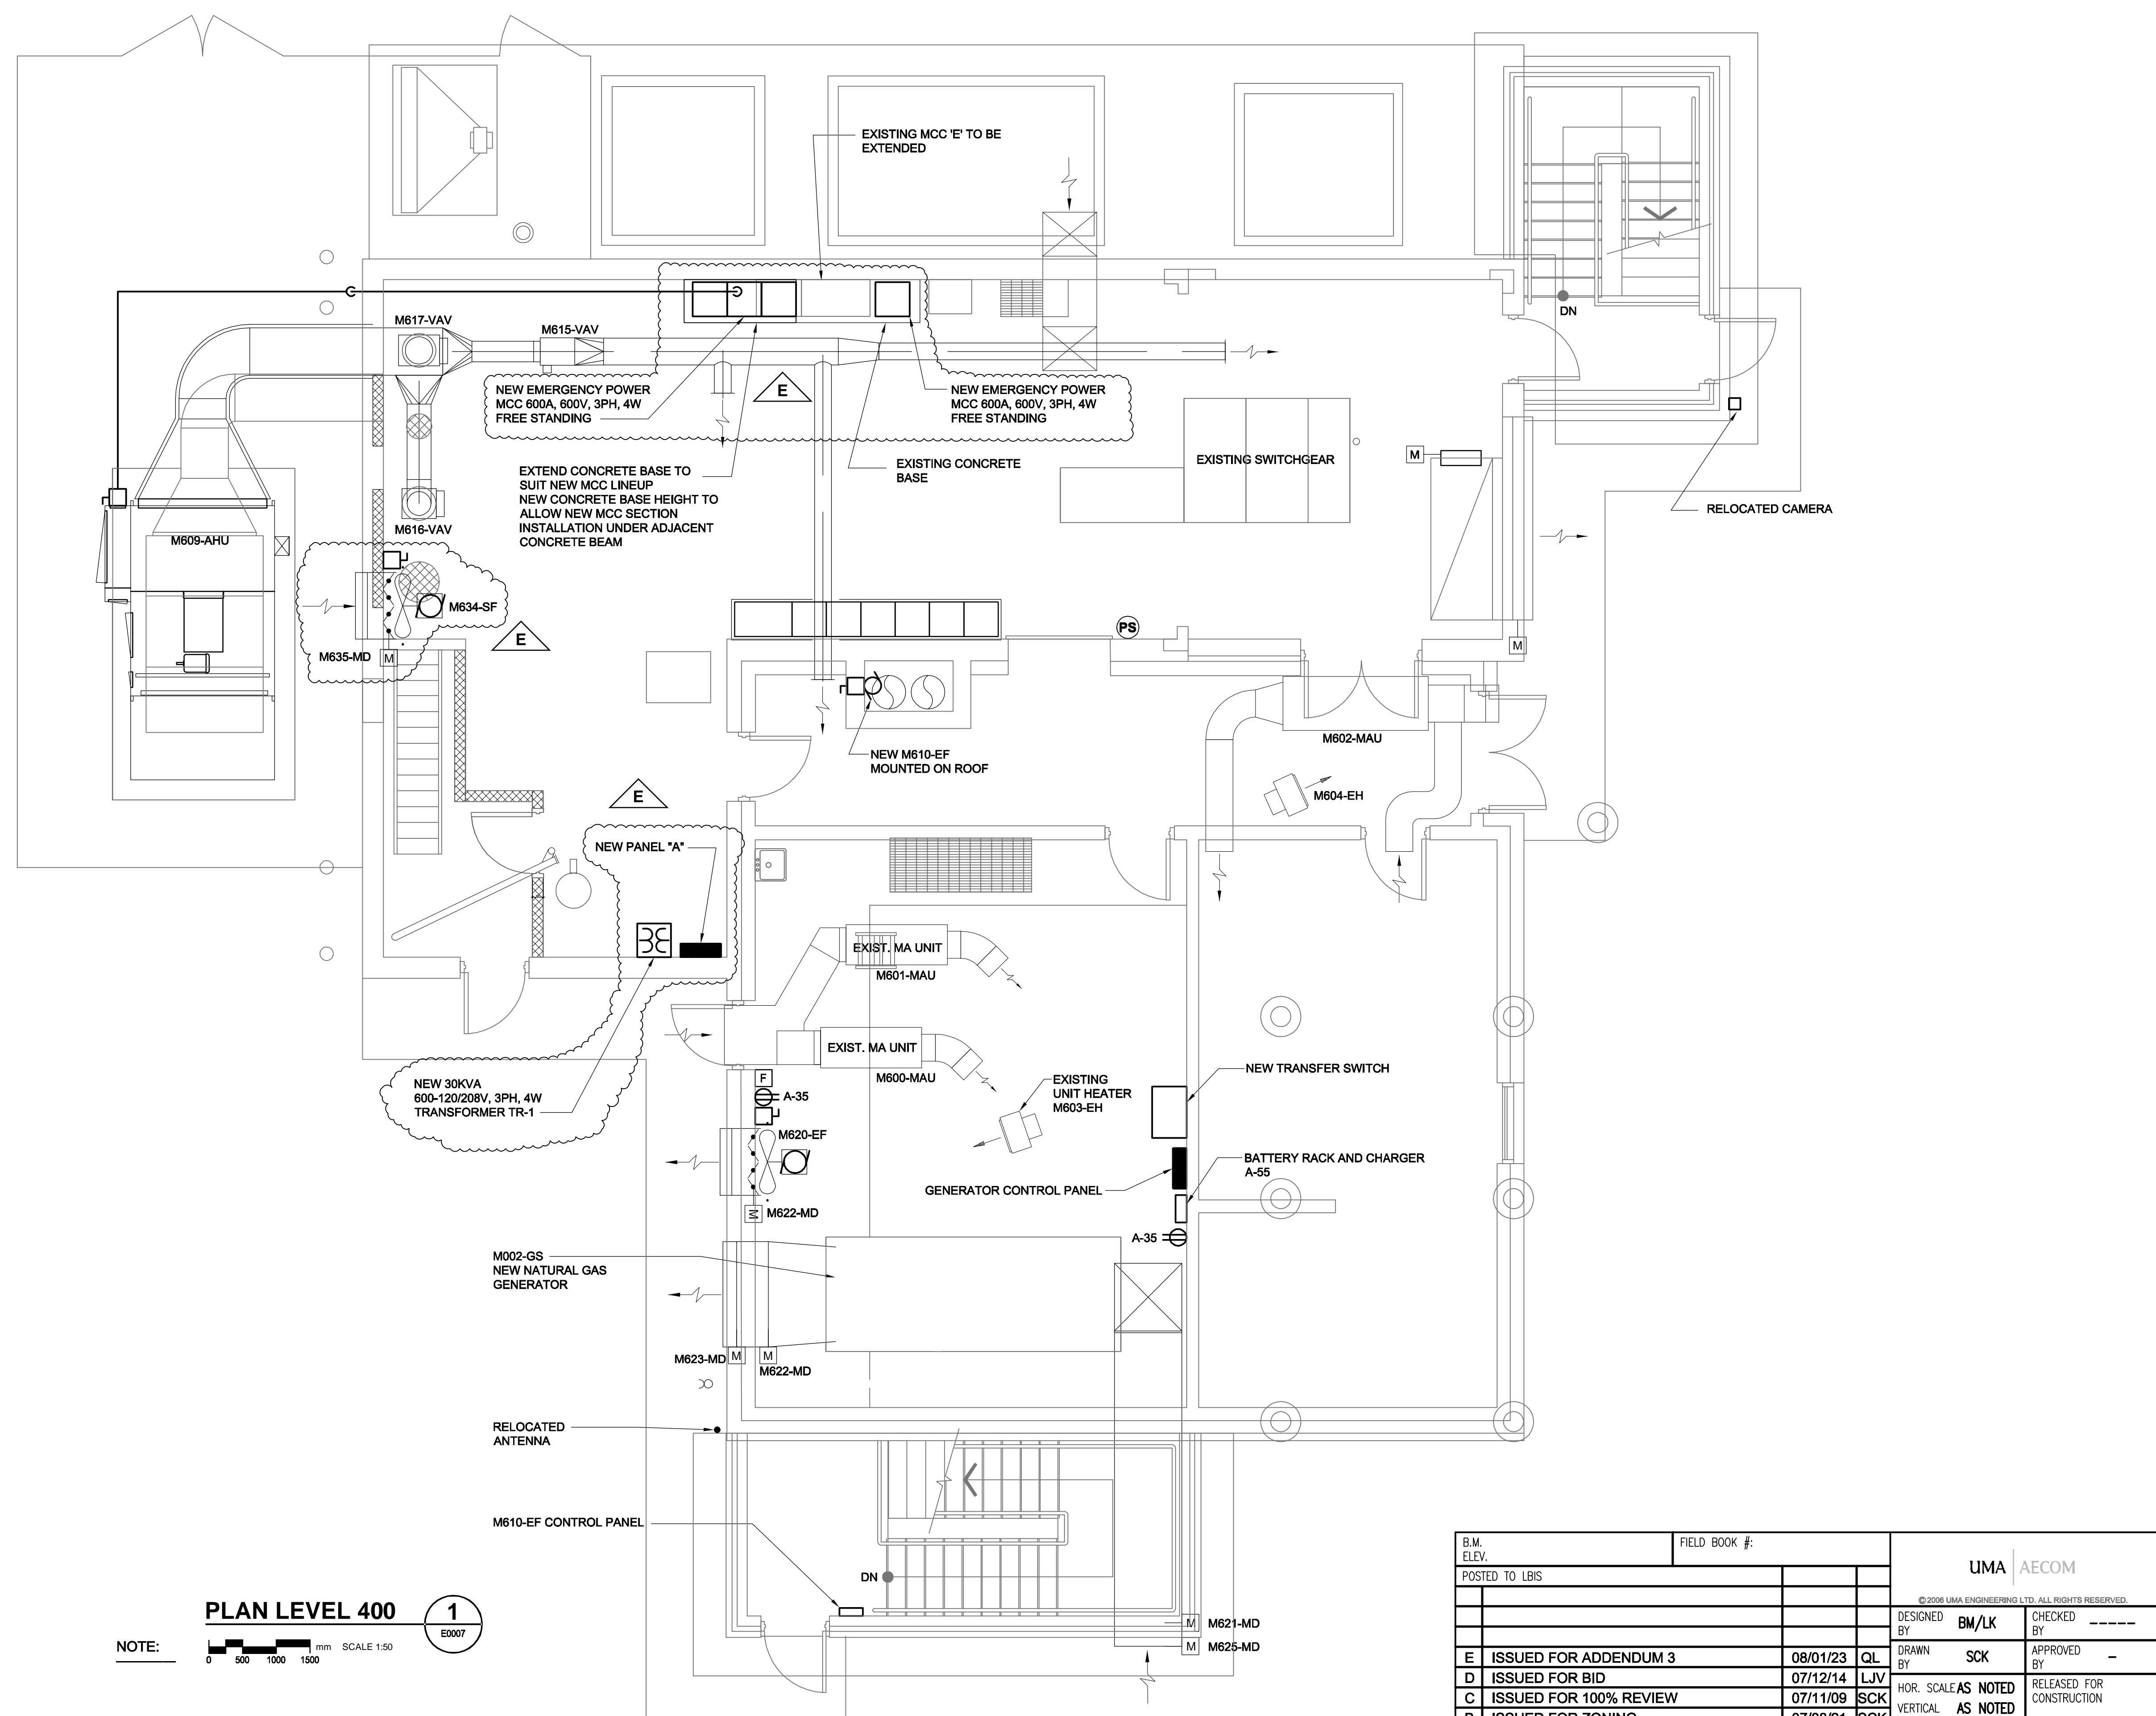 EXISTING MCC 'E' TO BE
EXTENDED
DN
M617-VAV
M615-VAV
NEW EMERGENCY POWER
MCC 600A, 600V, 3PH, 4W
FREE STANDING
E
NEW EMERGENCY POWER
MCC 600A, 600V, 3PH, 4W
FREE STANDING
EXTEND CONCRETE BASE TO
SUIT NEW MCC LINEUP
NEW CONCRETE BASE HEIGHT TO
ALLOW NEW MCC SECTION
INSTALLATION UNDER ADJACENT
CONCRETE BEAM
EXISTING CONCRETE
BASE
EXISTING SWITCHGEAR
M
RELOCATED CAMERA
M616-VAV
M609-AHU
M634-SF
E
M635-MD
M
PS
M
NEW M610-EF
MOUNTED ON ROOF
M602-MAU
M604-EH
E
NEW PANEL "A"
EXIST. MA UNIT
M601-MAU
EXIST. MA UNIT
M600-MAU
NEW 30KVA
600-120/208V, 3PH, 4W
TRANSFORMER TR-1
F
A-35
M620-EF
EXISTING
UNIT HEATER
M603-EH
NEW TRANSFER SWITCH
BATTERY RACK AND CHARGER
A-55
GENERATOR CONTROL PANEL
M
M622-MD
A-35
M002-GS
NEW NATURAL GAS
GENERATOR
M623-MD
M
M
M622-MD
RELOCATED
ANTENNA
M610-EF CONTROL PANEL
DN
M
M621-MD
M
M625-MD
PLAN LEVEL 400
1
E0007
NOTE:
0 500 1000 1500
mm SCALE 1:50
B.M.
ELEV.
FIELD BOOK #:
POSTED TO LBIS
UMA AECOM
©2006 UMA ENGINEERING LTD. ALL RIGHTS RESERVED.
DESIGNED
BY
BM/LK
CHECKED
BY
-----
DRAWN
BY
SCK
APPROVED
BY
-
E ISSUED FOR ADDENDUM 3 08/01/23 QL
D ISSUED FOR BID 07/12/14 LJV
C ISSUED FOR 100% REVIEW 07/11/09 SCK
HOR. SCALE AS NOTED
VERTICAL AS NOTED
RELEASED FOR
CONSTRUCTION